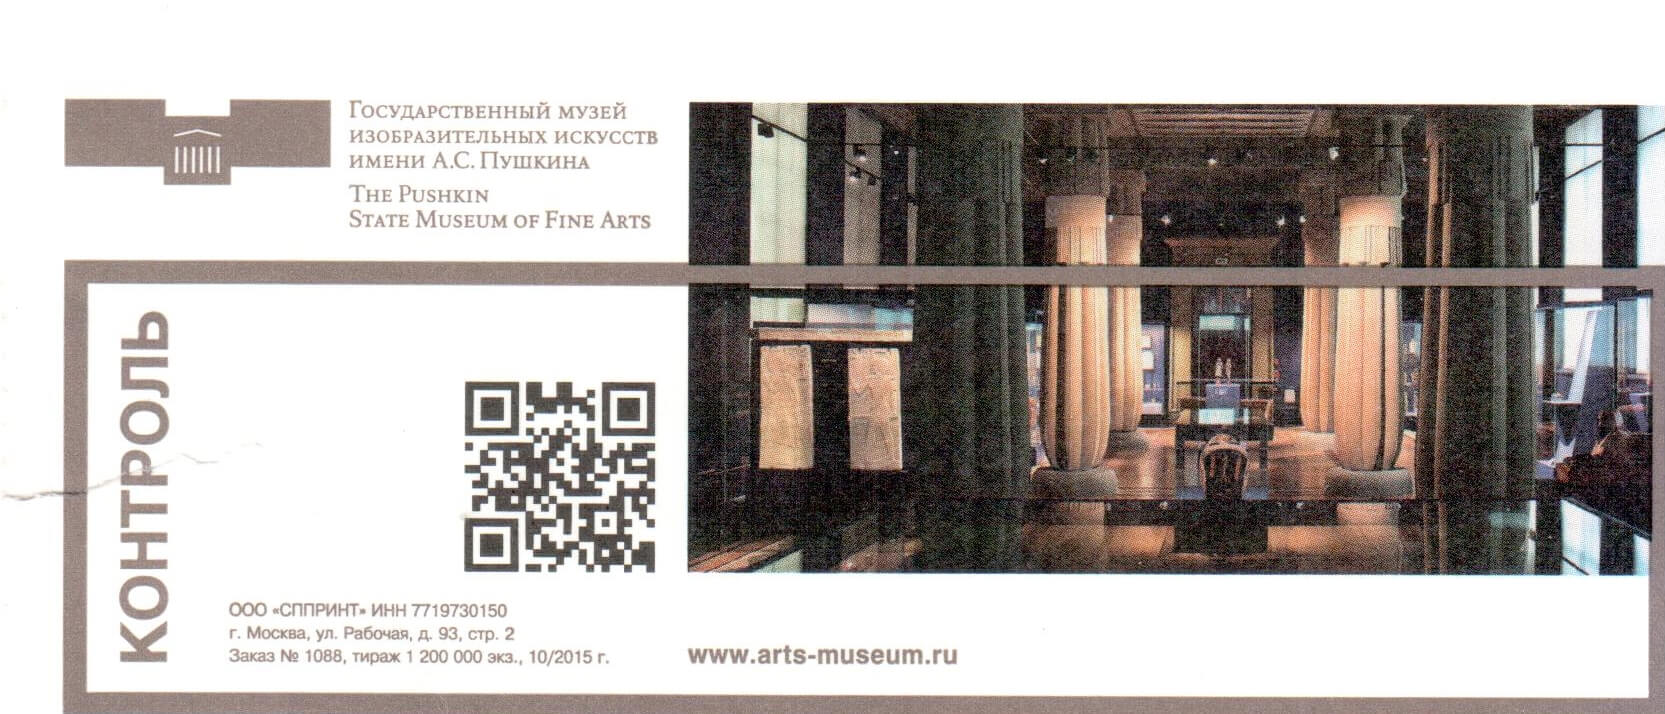 Государственный музей
изобразительных искусств
имени А.С. Пушкина
The Pushkin
State Museum of Fine Arts
КОНТРОЛЬ
ООО «СППРИНТ» ИНН 7719730150
г. Москва, ул. Рабочая, д. 93, стр. 2
Заказ № 1088, тираж 1 200 000 экз., 10/2015 г.
www.arts-museum.ru